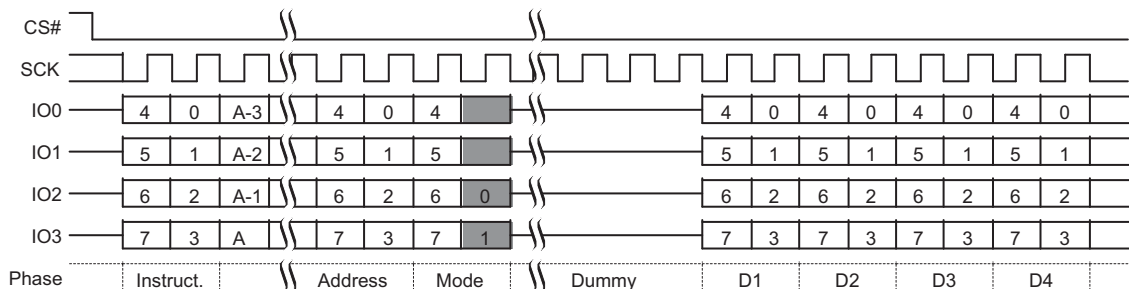 CS#
SCK
IO0 4 0 A-3 4 0 4 4 0 4 0 4 0 4 0
IO1 5 1 A-2 5 1 5 5 1 5 1 5 1 5 1
IO2 6 2 A-1 6 2 6 0 6 2 6 2 6 2 6 2
IO3 7 3 A 7 3 7 1 7 3 7 3 7 3 7 3
Phase Instruct. Address Mode Dummy D1 D2 D3 D4